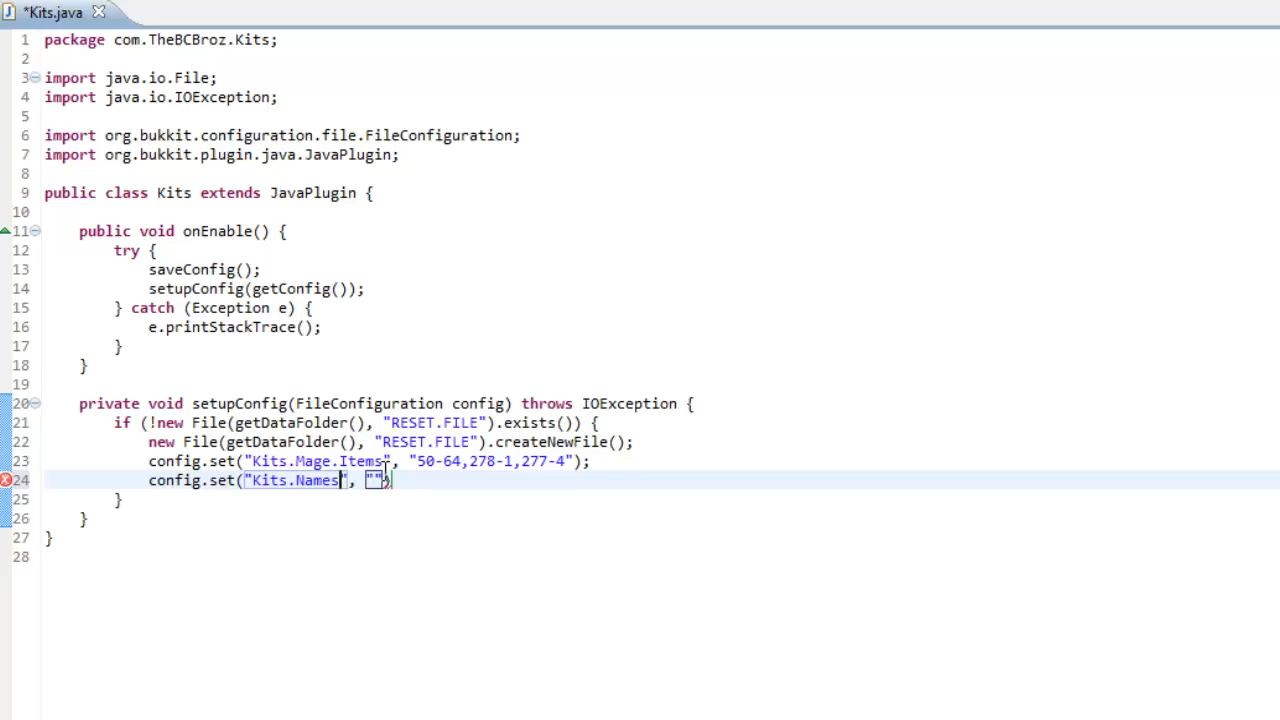 *Kits.java
1 package com.TheBCBroz.Kits;
2
3 import java.io.File;
4 import java.io.IOException;
5
6 import org.bukkit.configuration.file.FileConfiguration;
7 import org.bukkit.plugin.java.JavaPlugin;
8
9 public class Kits extends JavaPlugin {
10
11 public void onEnable() {
12 try {
13 saveConfig();
14 setupConfig(getConfig());
15 } catch (Exception e) {
16 e.printStackTrace();
17 }
18 }
19
20 private void setupConfig(FileConfiguration config) throws IOException {
21 if (!new File(getDataFolder(), "RESET.FILE").exists()) {
22 new File(getDataFolder(), "RESET.FILE").createNewFile();
23 config.set("Kits.Mage.Items", "50-64,278-1,277-4");
24 config.set("Kits.Names", "")
25 }
26 }
27 }
28